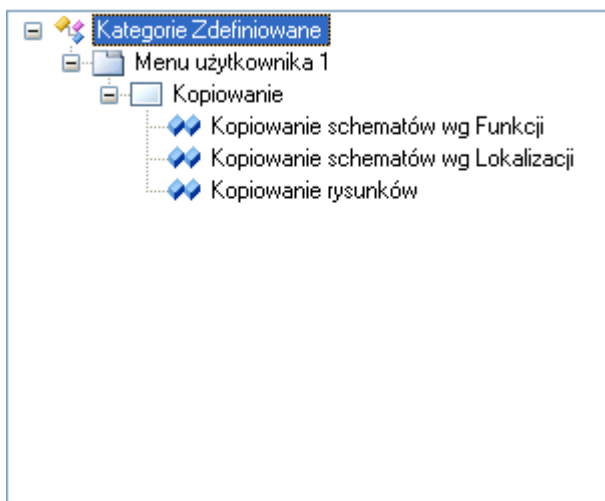 Kategorie Zdefiniowane
Menu użytkownika 1
Kopiowanie
Kopiowanie schematów wg Funkcji
Kopiowanie schematów wg Lokalizacji
Kopiowanie rysunków